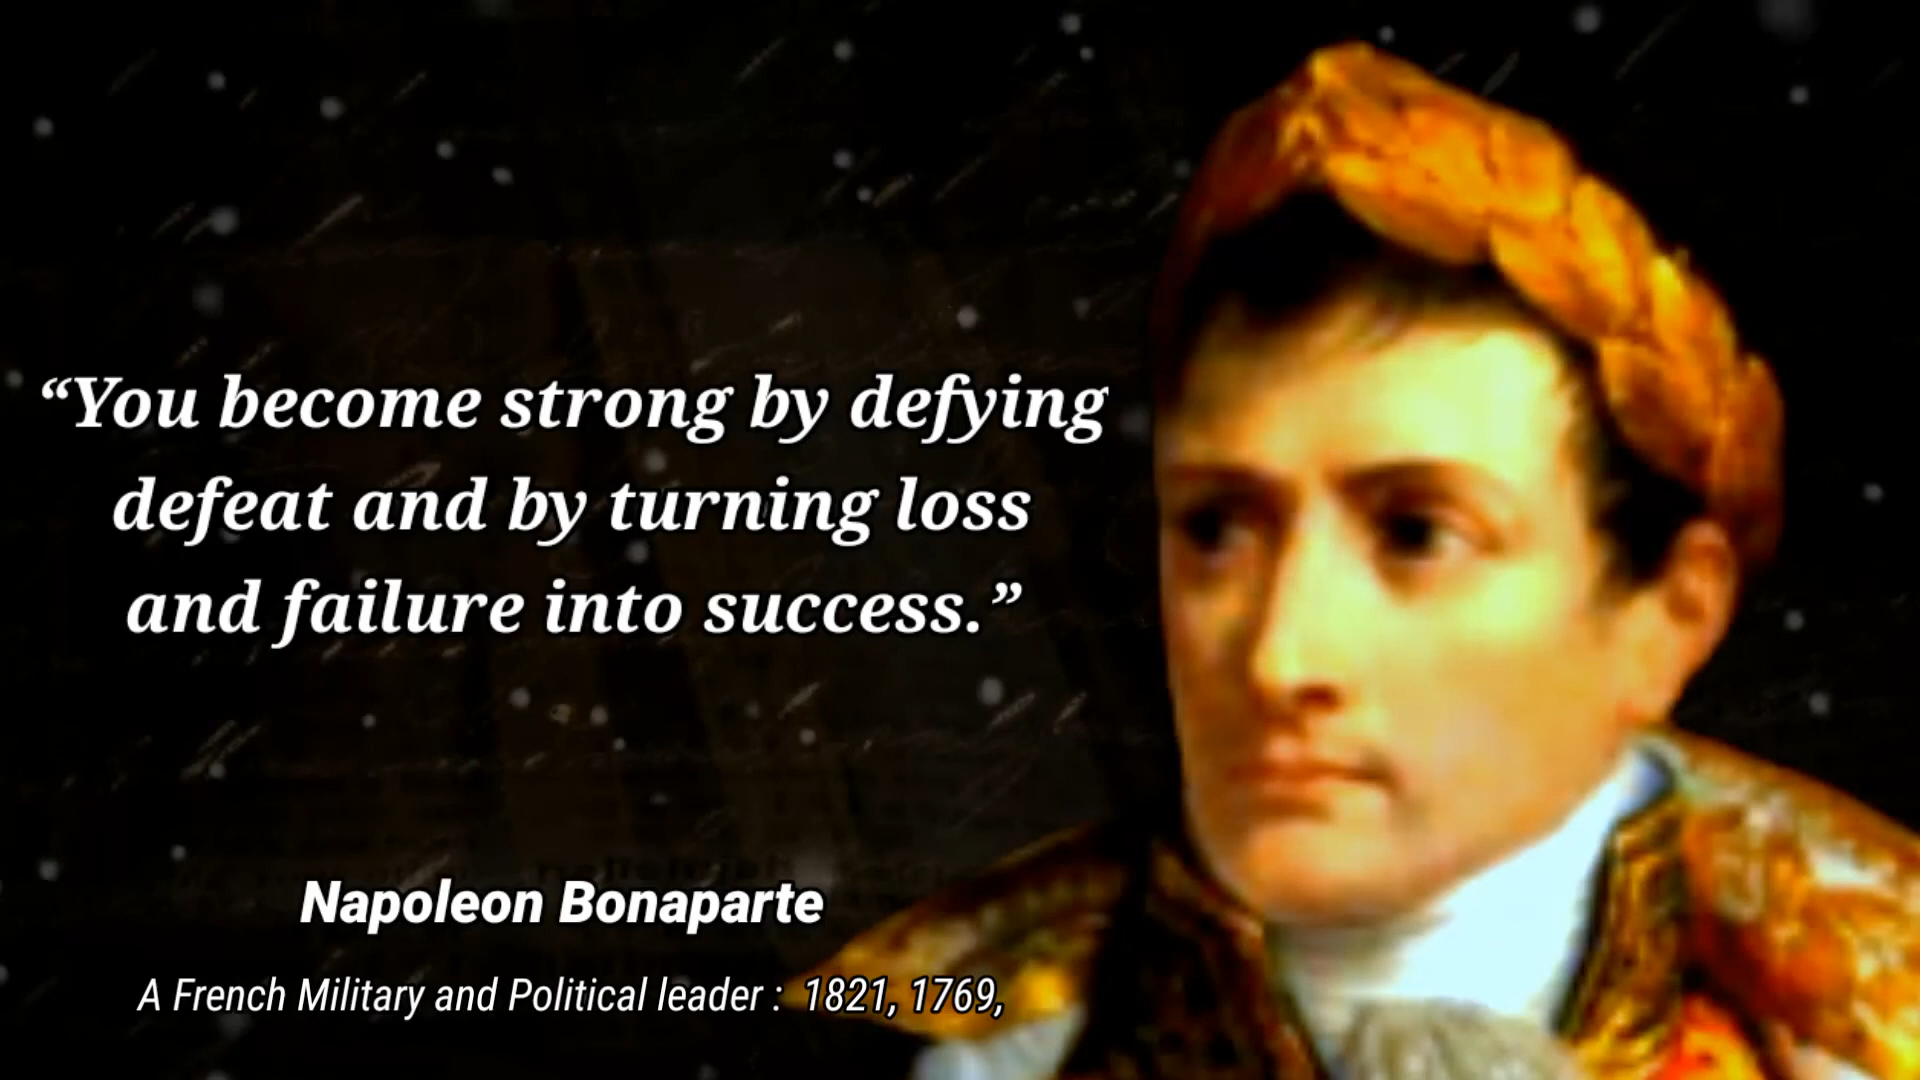 “You become strong by defying
defeat and by turning loss
and failure into success.”
Napoleon Bonaparte
A French Military and Political leader : 1821, 1769,